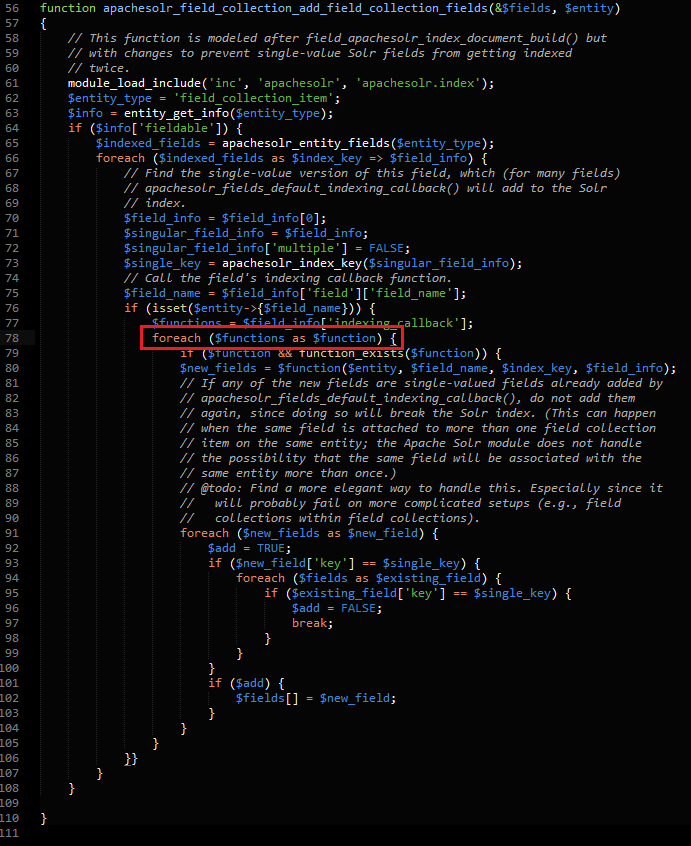 56 function apachesolr_field_collection_add_field_collection_fields(&$fields, $entity)
57 {
58     // This function is modeled after field_apachesolr_index_document_build() but
59     // with changes to prevent single-value Solr fields from getting indexed
60     // twice.
61     module_load_include('inc', 'apachesolr', 'apachesolr.index');
62     $entity_type = 'field_collection_item';
63     $info = entity_get_info($entity_type);
64     if ($info['fieldable']) {
65         $indexed_fields = apachesolr_entity_fields($entity_type);
66         foreach ($indexed_fields as $index_key => $field_info) {
67             // Find the single-value version of this field, which (for many fields)
68             // apachesolr_fields_default_indexing_callback() will add to the Solr
69             // index.
70             $field_info = $field_info[0];
71             $singular_field_info = $field_info;
72             $singular_field_info['multiple'] = FALSE;
73             $single_key = apachesolr_index_key($singular_field_info);
74             // Call the field's indexing callback function.
75             $field_name = $field_info['field']['field_name'];
76             if (isset($entity->{$field_name})) {
77                 $functions = $field_info['indexing_callback'];
78                 foreach ($functions as $function) {
79                     if ($function && function_exists($function)) {
80                     $new_fields = $function($entity, $field_name, $index_key, $field_info);
81                     // If any of the new fields are single-valued fields already added by
82                     // apachesolr_fields_default_indexing_callback(), do not add them
83                     // again, since doing so will break the Solr index. (This can happen
84                     // when the same field is attached to more than one field collection
85                     // item on the same entity; the Apache Solr module does not handle
86                     // the possibility that the same field will be associated with the
87                     // same entity more than once.)
88                     // @todo: Find a more elegant way to handle this. Especially since it
89                     //   will probably fail on more complicated setups (e.g., field
90                     //   collections within field collections).
91                     foreach ($new_fields as $new_field) {
92                         $add = TRUE;
93                         if ($new_field['key'] == $single_key) {
94                             foreach ($fields as $existing_field) {
95                                 if ($existing_field['key'] == $single_key) {
96                                     $add = FALSE;
97                                     break;
98                                 }
99                             }
100                         }
101                         if ($add) {
102                             $fields[] = $new_field;
103                         }
104                     }
105                 }
106             }}
107         }
108     }
109
110 }
111